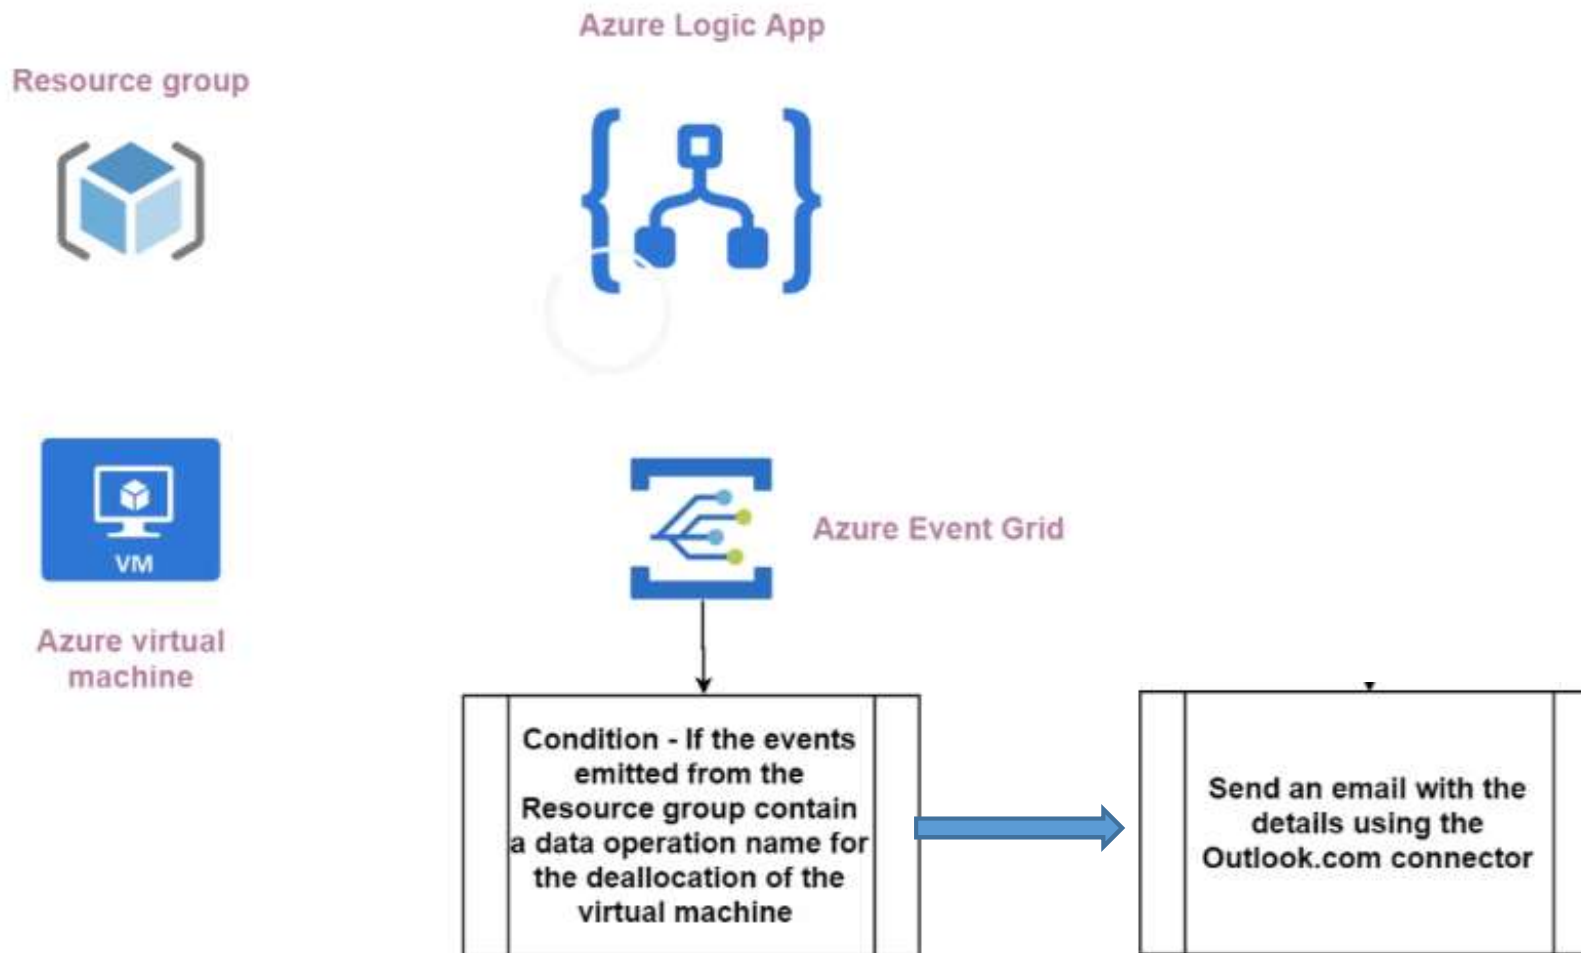 Azure Logic App
Resource group
VM
Azure Event Grid
Azure virtual
machine
Condition - If the events
emitted from the
Resource group contain
a data operation name for
the deallocation of the
virtual machine
Send an email with the
details using the
Outlook.com connector